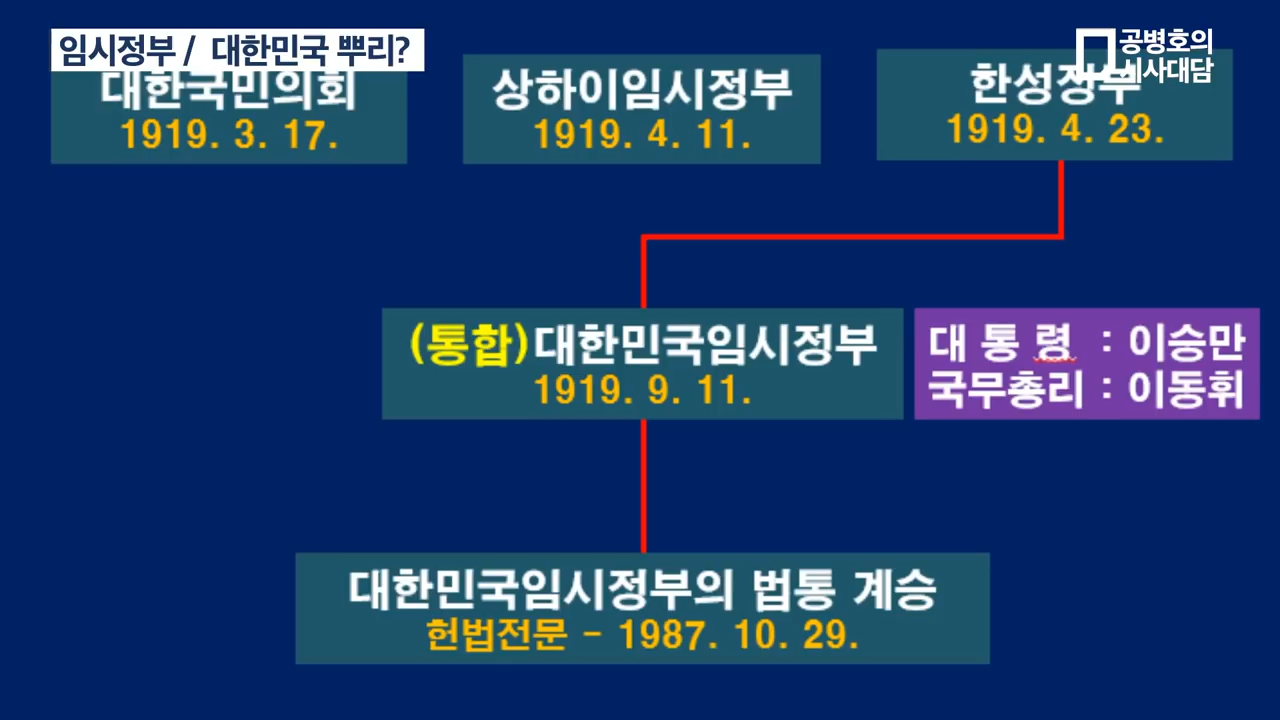 임시정부 / 대한민국 뿌리?
공병호의
시사대담
대한국민의회
1919. 3. 17.
상하이임시정부
1919. 4. 11.
한성정부
1919. 4. 23.
(통합)대한민국임시정부
1919. 9. 11.
대 통 령 : 이승만
국무총리 : 이동휘
대한민국임시정부의 법통 계승
헌법전문 - 1987. 10. 29.